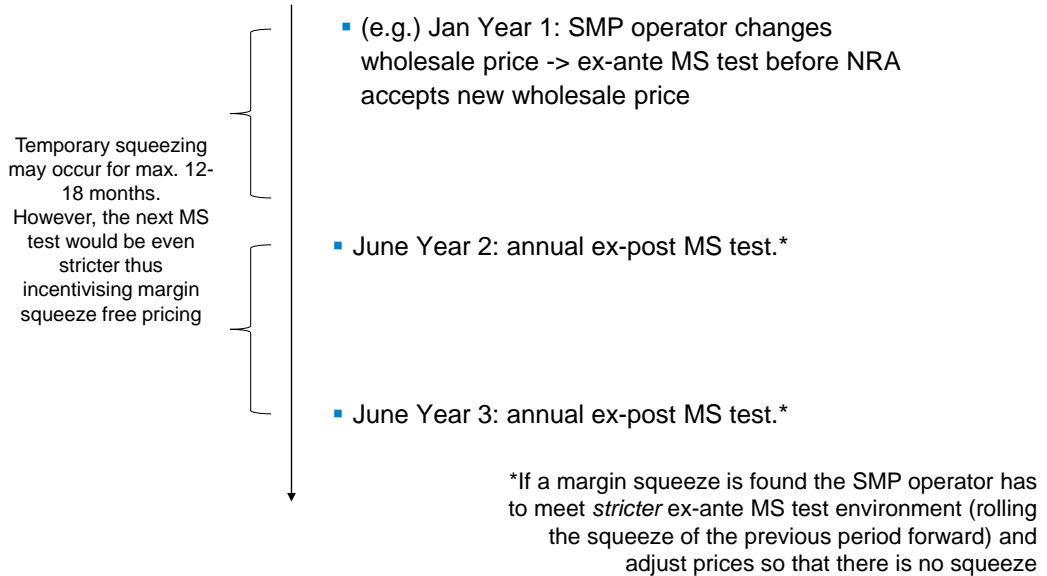 ▪ (e.g.) Jan Year 1: SMP operator changes
wholesale price -> ex-ante MS test before NRA
accepts new wholesale price
Temporary squeezing
may occur for max. 12-
18 months.
However, the next MS
test would be even
stricter thus
incentivising margin
squeeze free pricing
▪ June Year 2: annual ex-post MS test.*
▪ June Year 3: annual ex-post MS test.*
*If a margin squeeze is found the SMP operator has
to meet stricter ex-ante MS test environment (rolling
the squeeze of the previous period forward) and
adjust prices so that there is no squeeze